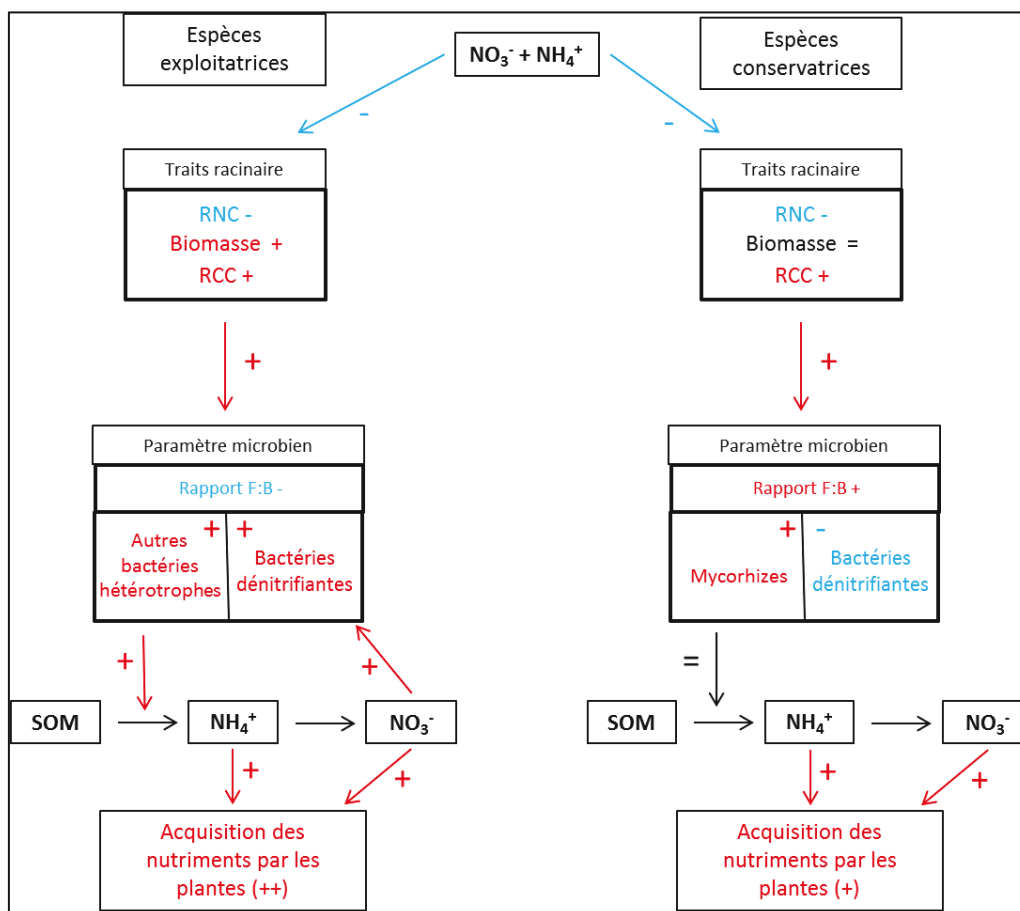 Espèces
exploitatrices
NO₃⁻ + NH₄⁺
Espèces
conservatrices
-
-
Traits racinaire
RNC -
Biomasse +
RCC +
Traits racinaire
RNC -
Biomasse =
RCC +
+
+
Paramètre microbien
Rapport F:B -
+
Autres
bactéries
hétérotrophes
+
Bactéries
dénitrifiantes
Paramètre microbien
Rapport F:B +
+
Mycorhizes
-
Bactéries
dénitrifiantes
+
+
=
SOM
NH₄⁺
NO₃⁻
SOM
NH₄⁺
NO₃⁻
+
+
+
+
Acquisition des
nutriments par les
plantes (++)
Acquisition des
nutriments par les
plantes (+)